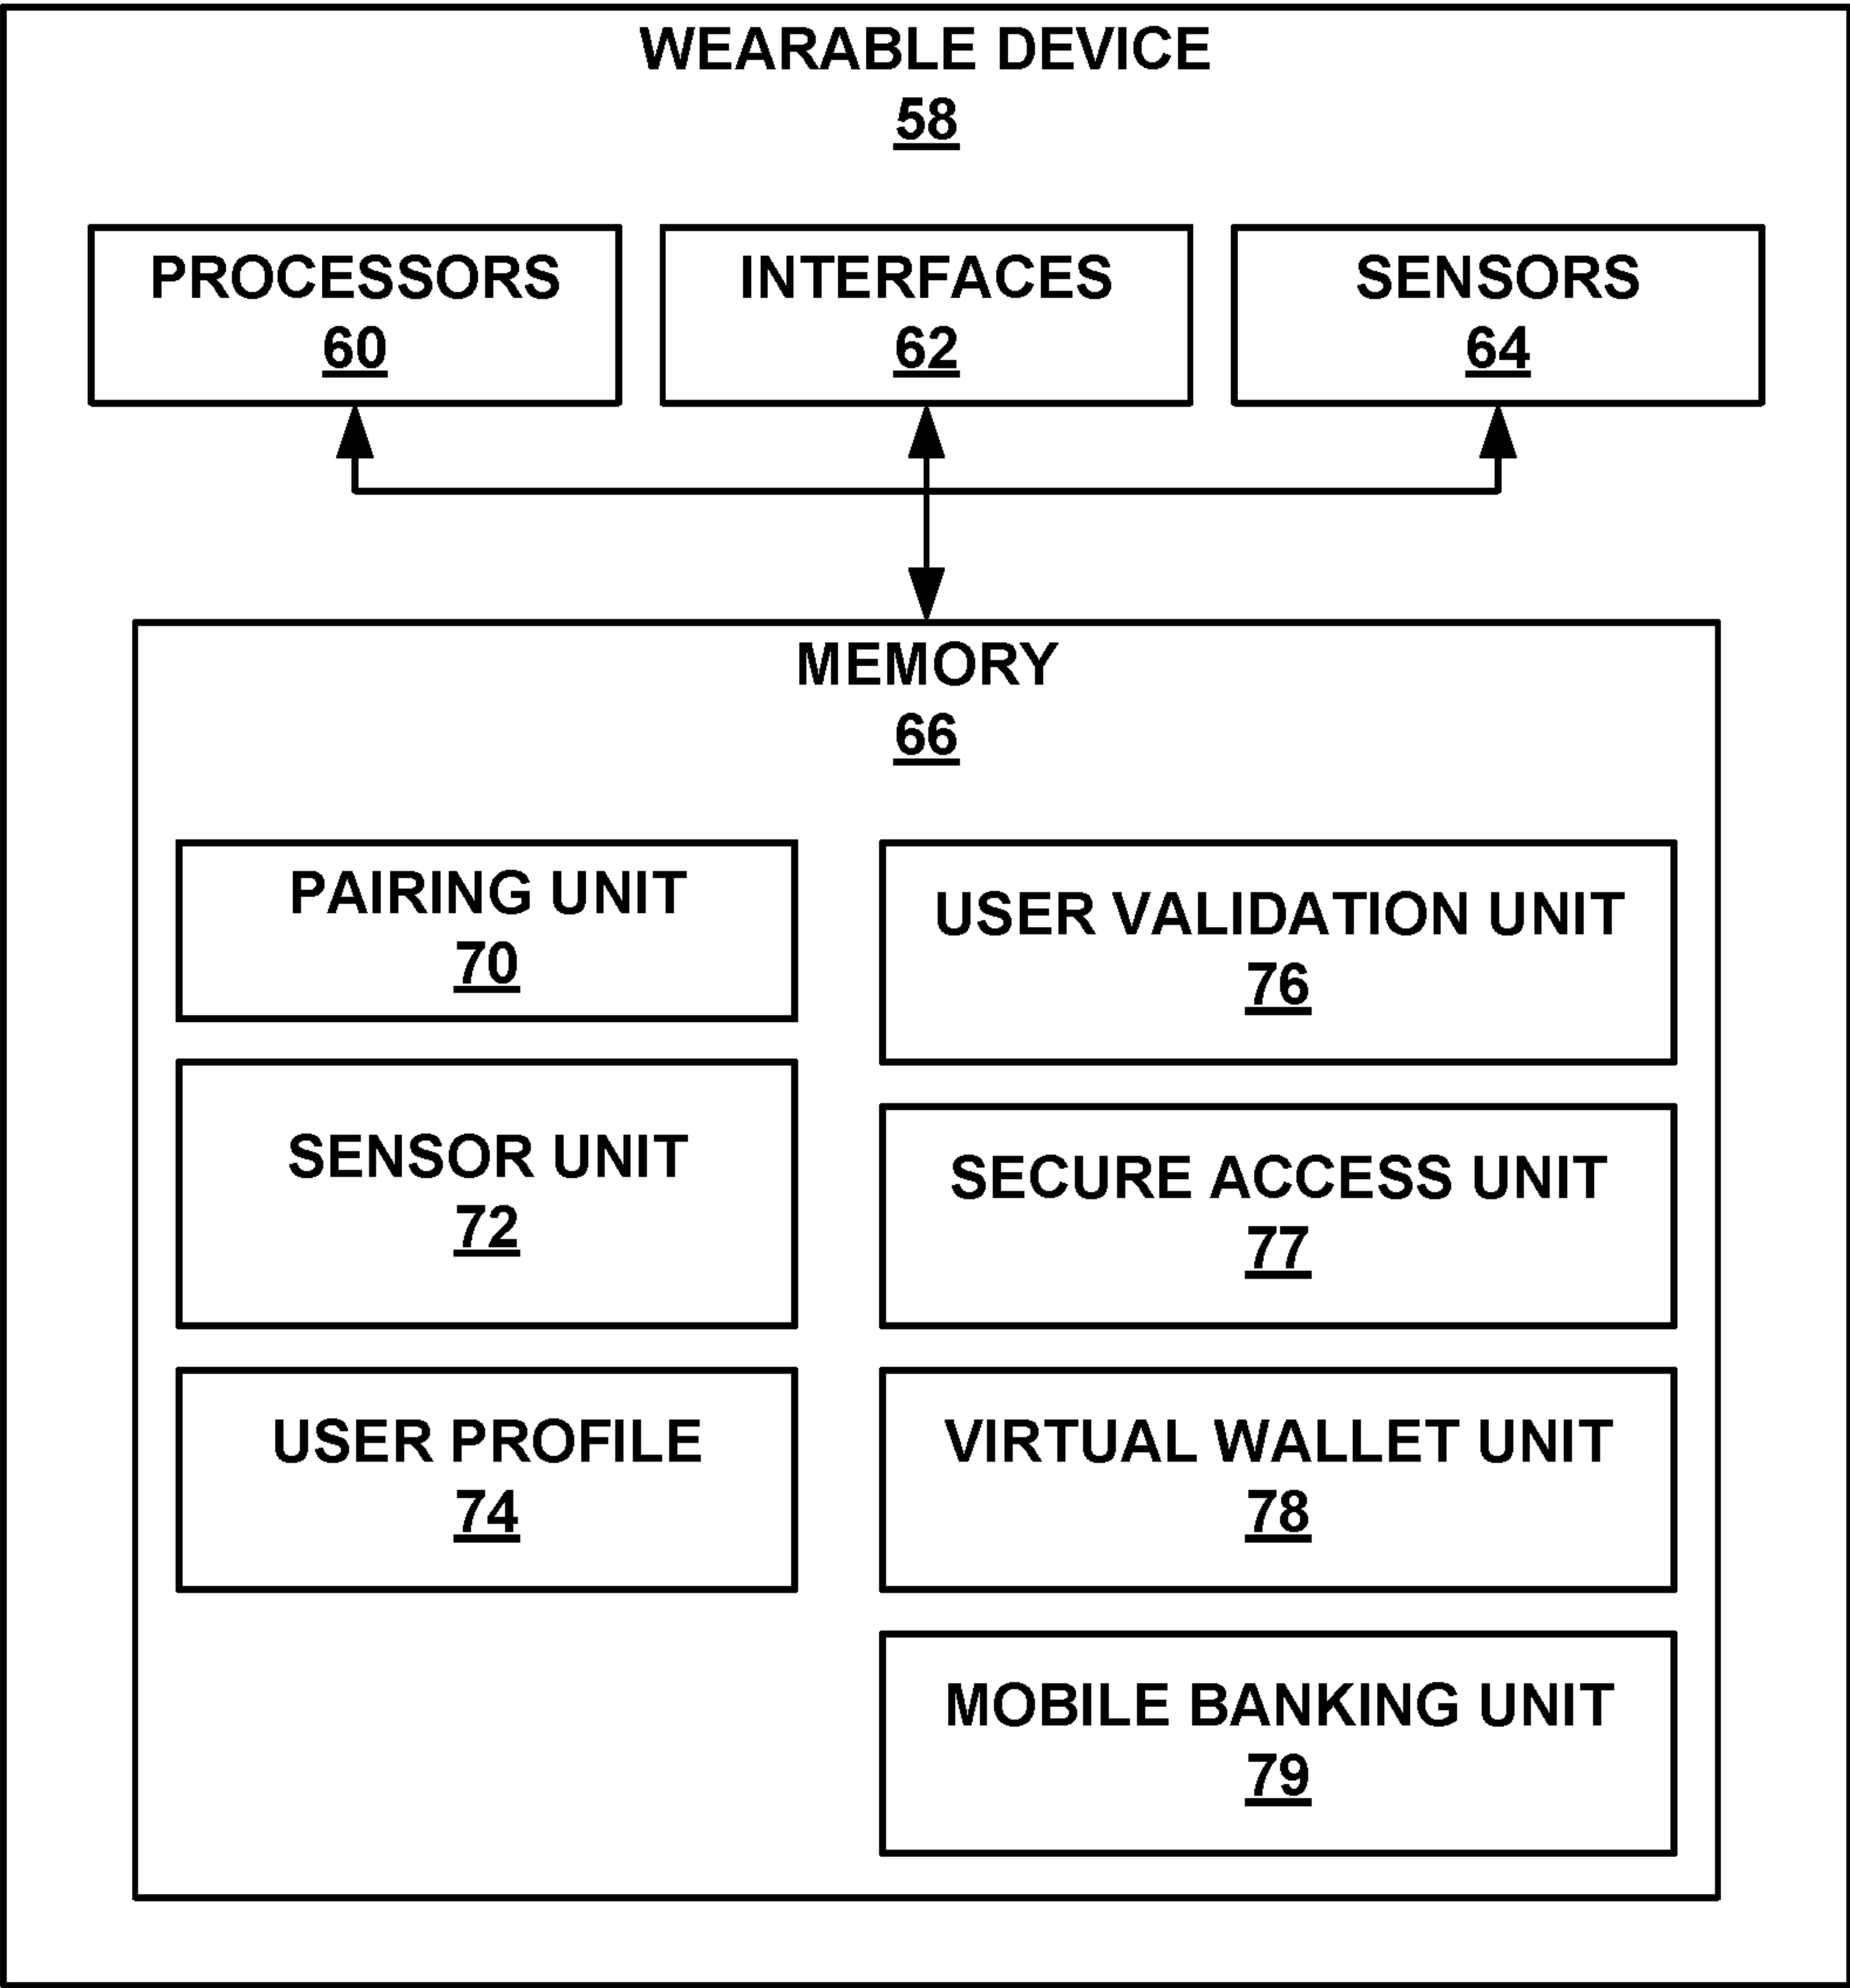 WEARABLE DEVICE
58
PROCESSORS
60
INTERFACES
62
SENSORS
64
MEMORY
66
PAIRING UNIT
70
SENSOR UNIT
72
USER PROFILE
74
USER VALIDATION UNIT
76
SECURE ACCESS UNIT
77
VIRTUAL WALLET UNIT
78
MOBILE BANKING UNIT
79